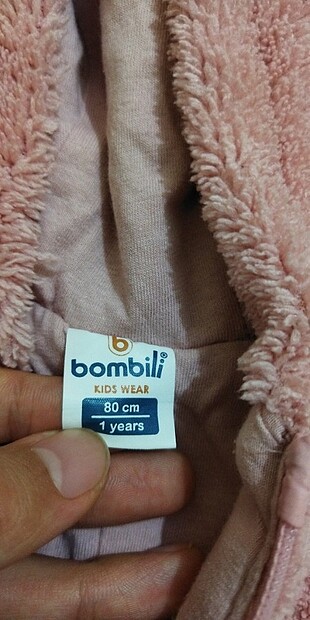 b
bombili®
KIDS WEAR
80 cm
1 years